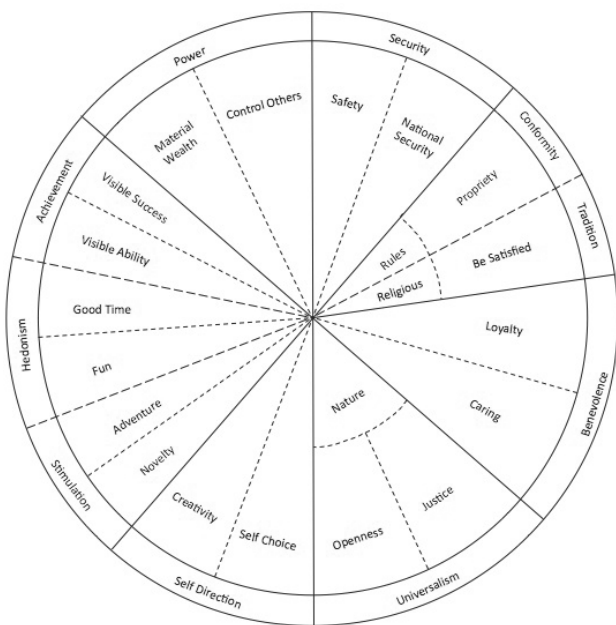 Power
Security
Conformity
Tradition
Benevolence
Universalism
Self Direction
Stimulation
Hedonism
Achievement
Material
Wealth
Control Others
Safety
National
Security
Propriety
Rules
Be Satisfied
Religious
Loyalty
Caring
Nature
Justice
Openness
Self Choice
Creativity
Novelty
Adventure
Fun
Good Time
Visible Ability
Visible Success